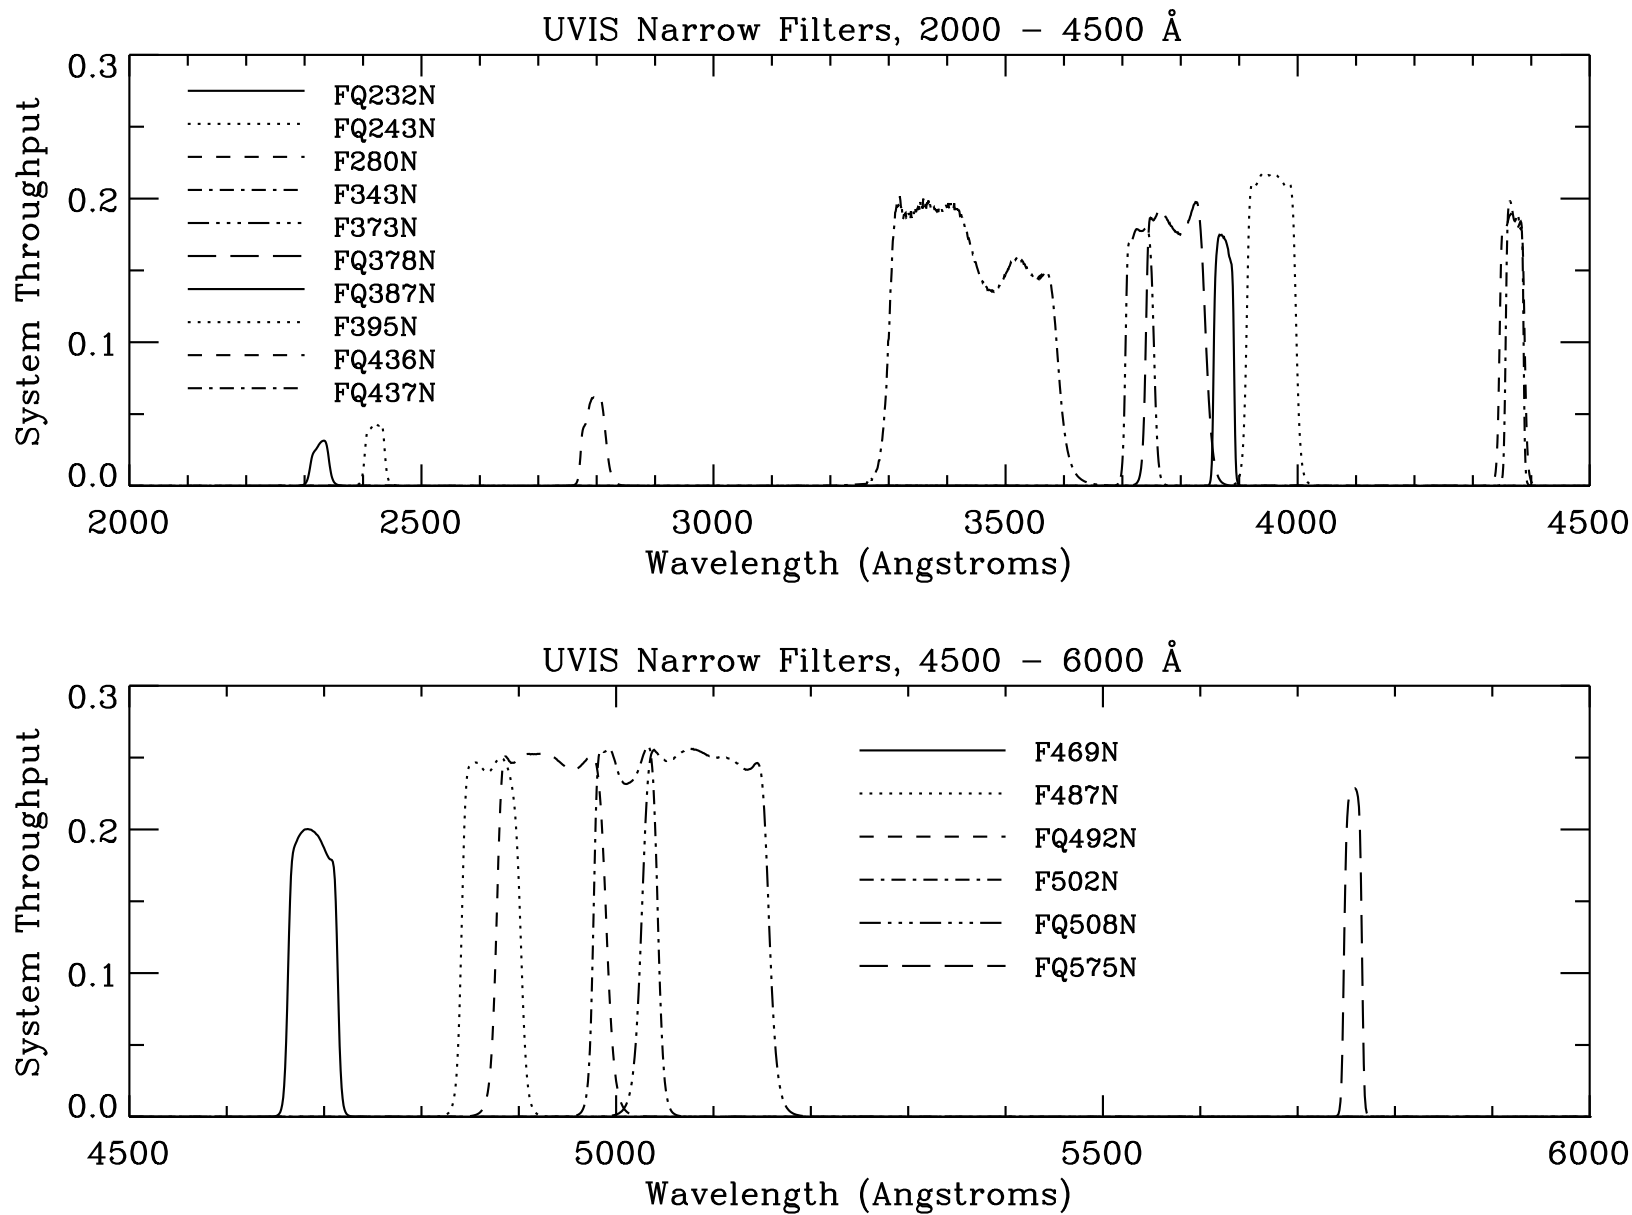 UVIS Narrow Filters, 2000 – 4500 Å
0.3
FQ232N
FQ243N
F280N
F343N
F373N
FQ378N
FQ387N
F395N
FQ436N
FQ437N
0.2
0.1
0.0
System Throughput
2000 2500 3000 3500 4000 4500
Wavelength (Angstroms)
UVIS Narrow Filters, 4500 – 6000 Å
0.3
F469N
F487N
FQ492N
F502N
FQ508N
FQ575N
0.2
0.1
0.0
System Throughput
4500 5000 5500 6000
Wavelength (Angstroms)